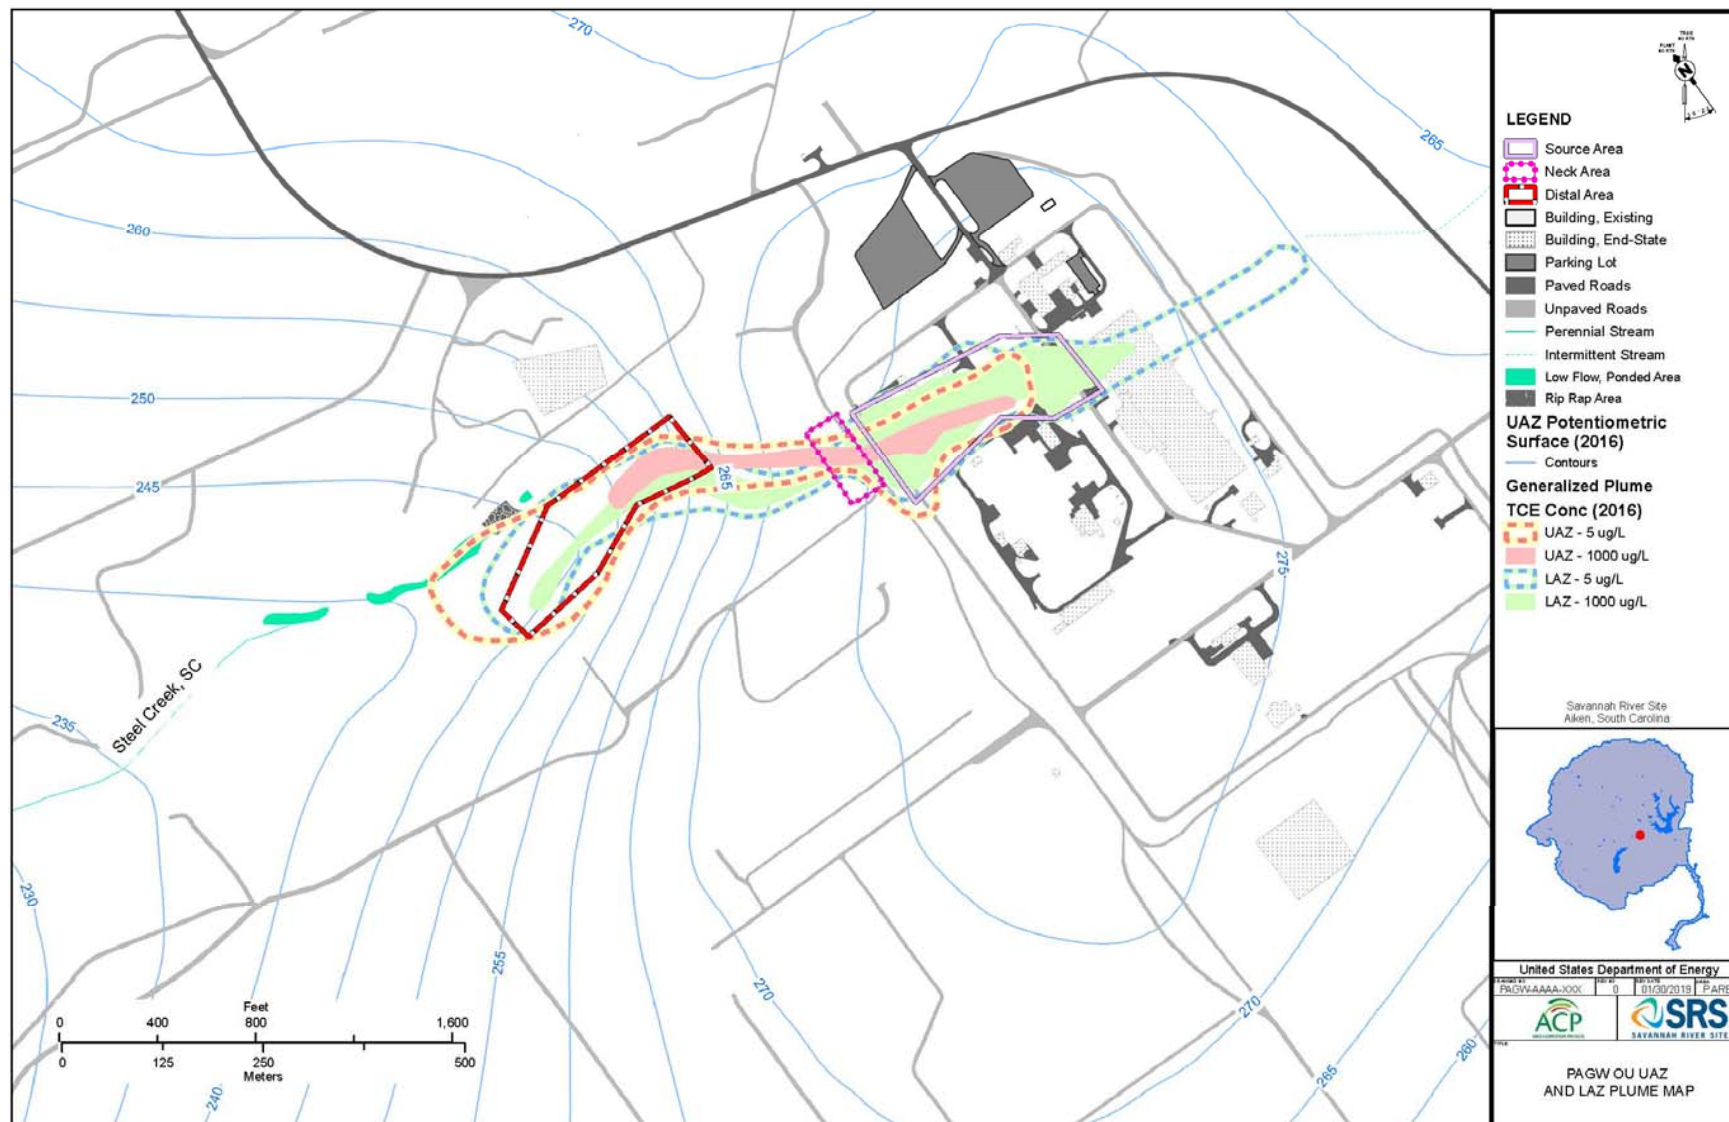 270
265
260
250
245
265
275
235
Steel Creek, SC
230
255
270
270
265
260
240
Feet
0 400 800 1,600
0 125 250 500
Meters
TRUE
NORTH
PLANT
NORTH
N
LEGEND
Source Area
Neck Area
Distal Area
Building, Existing
Building, End-State
Parking Lot
Paved Roads
Unpaved Roads
Perennial Stream
Intermittent Stream
Low Flow, Ponded Area
Rip Rap Area
UAZ Potentiometric
Surface (2016)
Contours
Generalized Plume
TCE Conc (2016)
UAZ - 5 ug/L
UAZ - 1000 ug/L
LAZ - 5 ug/L
LAZ - 1000 ug/L
Savannah River Site
Aiken, South Carolina
United States Department of Energy
PAGW-AAAA-XXX 0 01/30/2019
ACP
SRS
SAVANNAH RIVER SITE
TITLE
PAGW OU UAZ
AND LAZ PLUME MAP